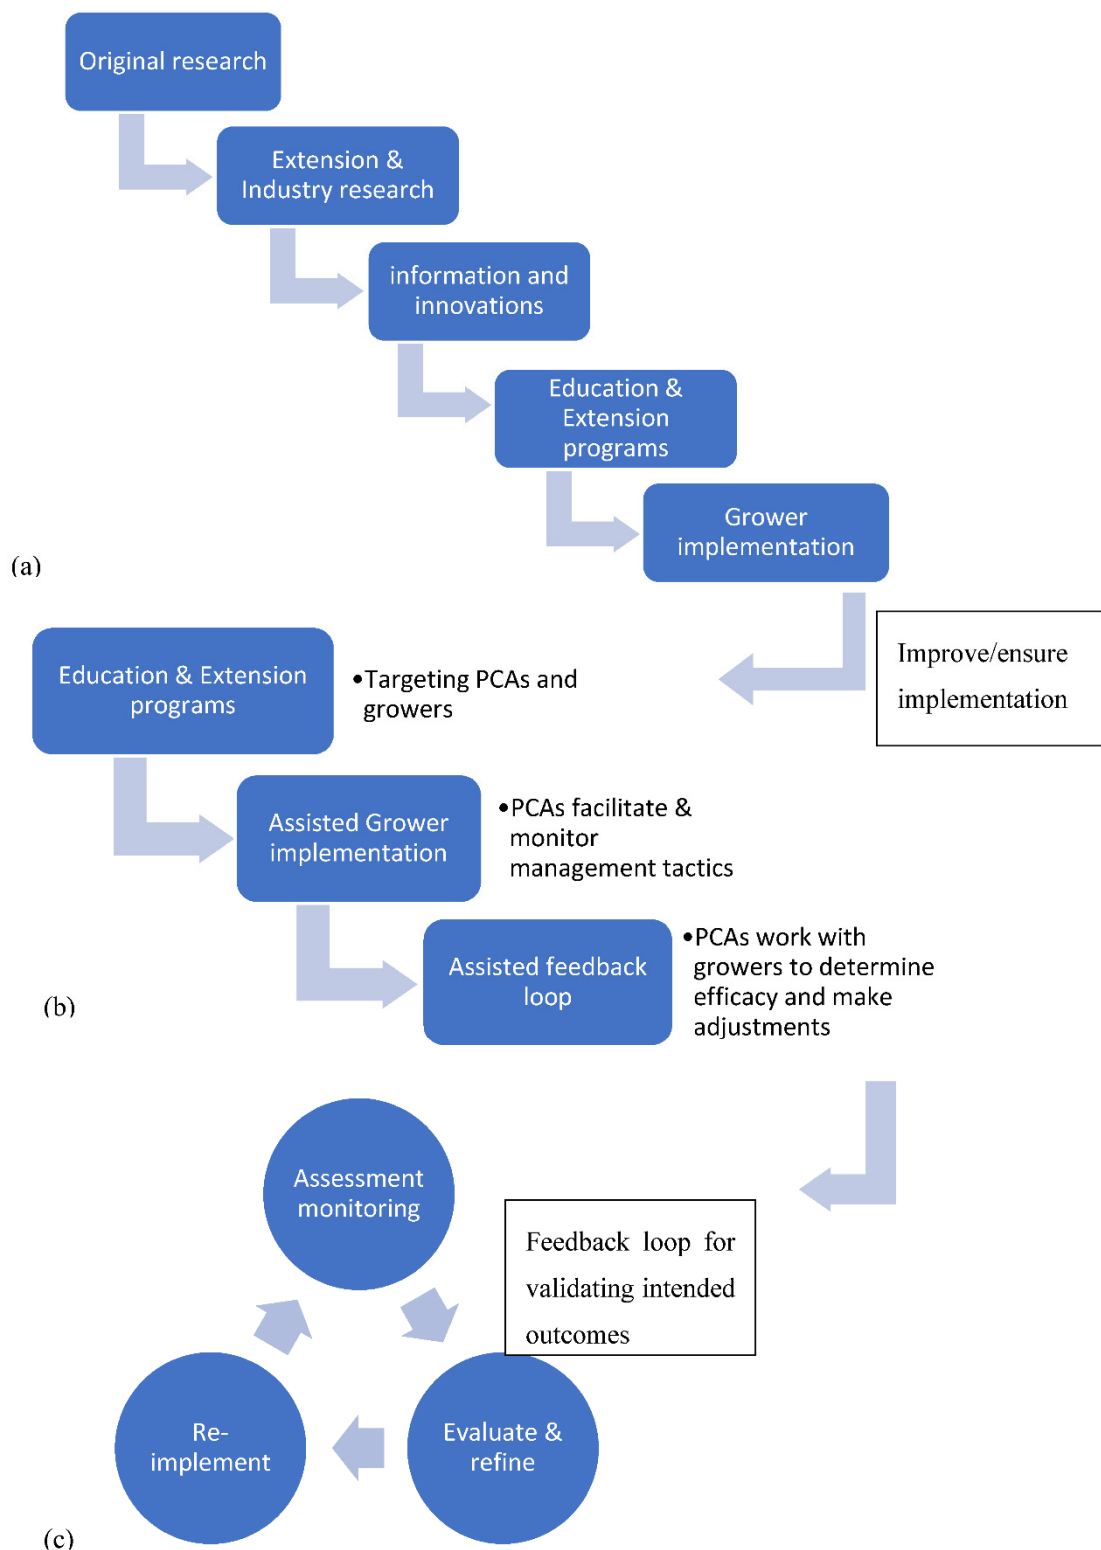 Original research
Extension &
Industry research
information and
innovations
Education &
Extension
programs
Grower
implementation
(a)
Improve/ensure
implementation
Education & Extension
programs
•Targeting PCAs and
growers
Assisted Grower
implementation
•PCAs facilitate &
monitor
management tactics
Assisted feedback
loop
•PCAs work with
growers to determine
efficacy and make
adjustments
(b)
Assessment
monitoring
Feedback loop for
validating intended
outcomes
Re-
implement
Evaluate &
refine
(c)